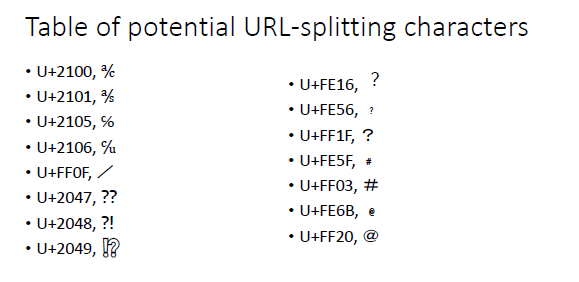 Table of potential URL-splitting characters
• U+2100, ℀
• U+2101, ℁
• U+2105, ℅
• U+2106, ℆
• U+FF0F, ／
• U+2047, ⁇
• U+2048, ⁈
• U+2049, ⁉
• U+FE16, ︖
• U+FE56, ﹖
• U+FF1F, ？
• U+FE5F, ﹟
• U+FF03, ＃
• U+FE6B, ﹫
• U+FF20, ＠